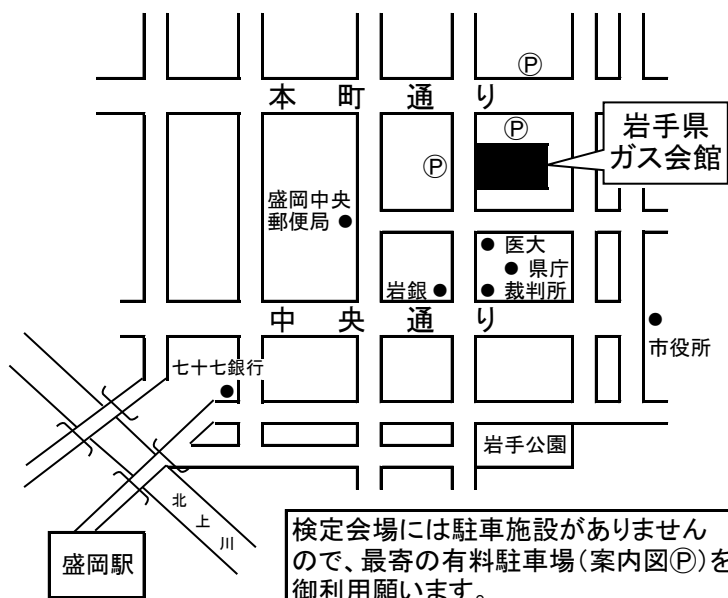 Ⓟ
本町通り
Ⓟ
岩手県
ガス会館
Ⓟ
盛岡中央
郵便局
医大
県庁
岩銀
裁判所
中央通り
市役所
七十七銀行
岩手公園
北上川
盛岡駅
検定会場には駐車施設がありません
ので、最寄の有料駐車場(案内図Ⓟ)を
御利用願います。